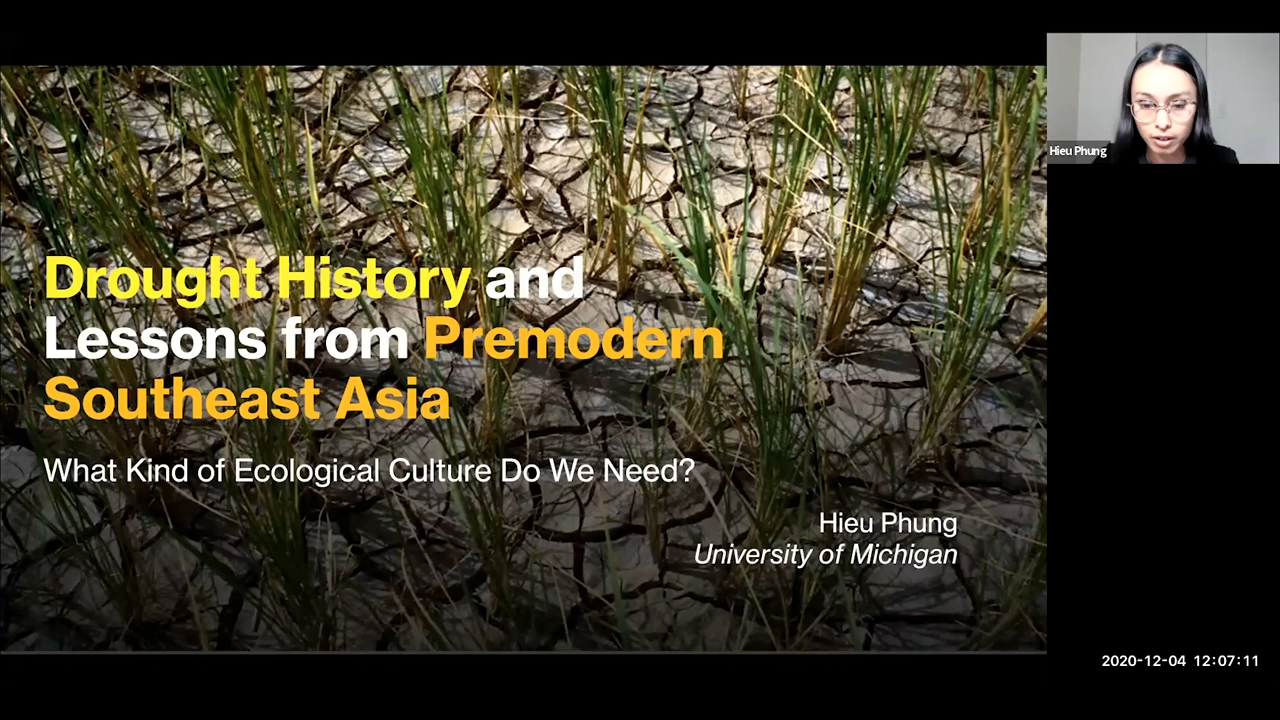 Drought History and
Lessons from Premodern
Southeast Asia
What Kind of Ecological Culture Do We Need?
Hieu Phung
University of Michigan
Hieu Phung
2020-12-04 12:07:11